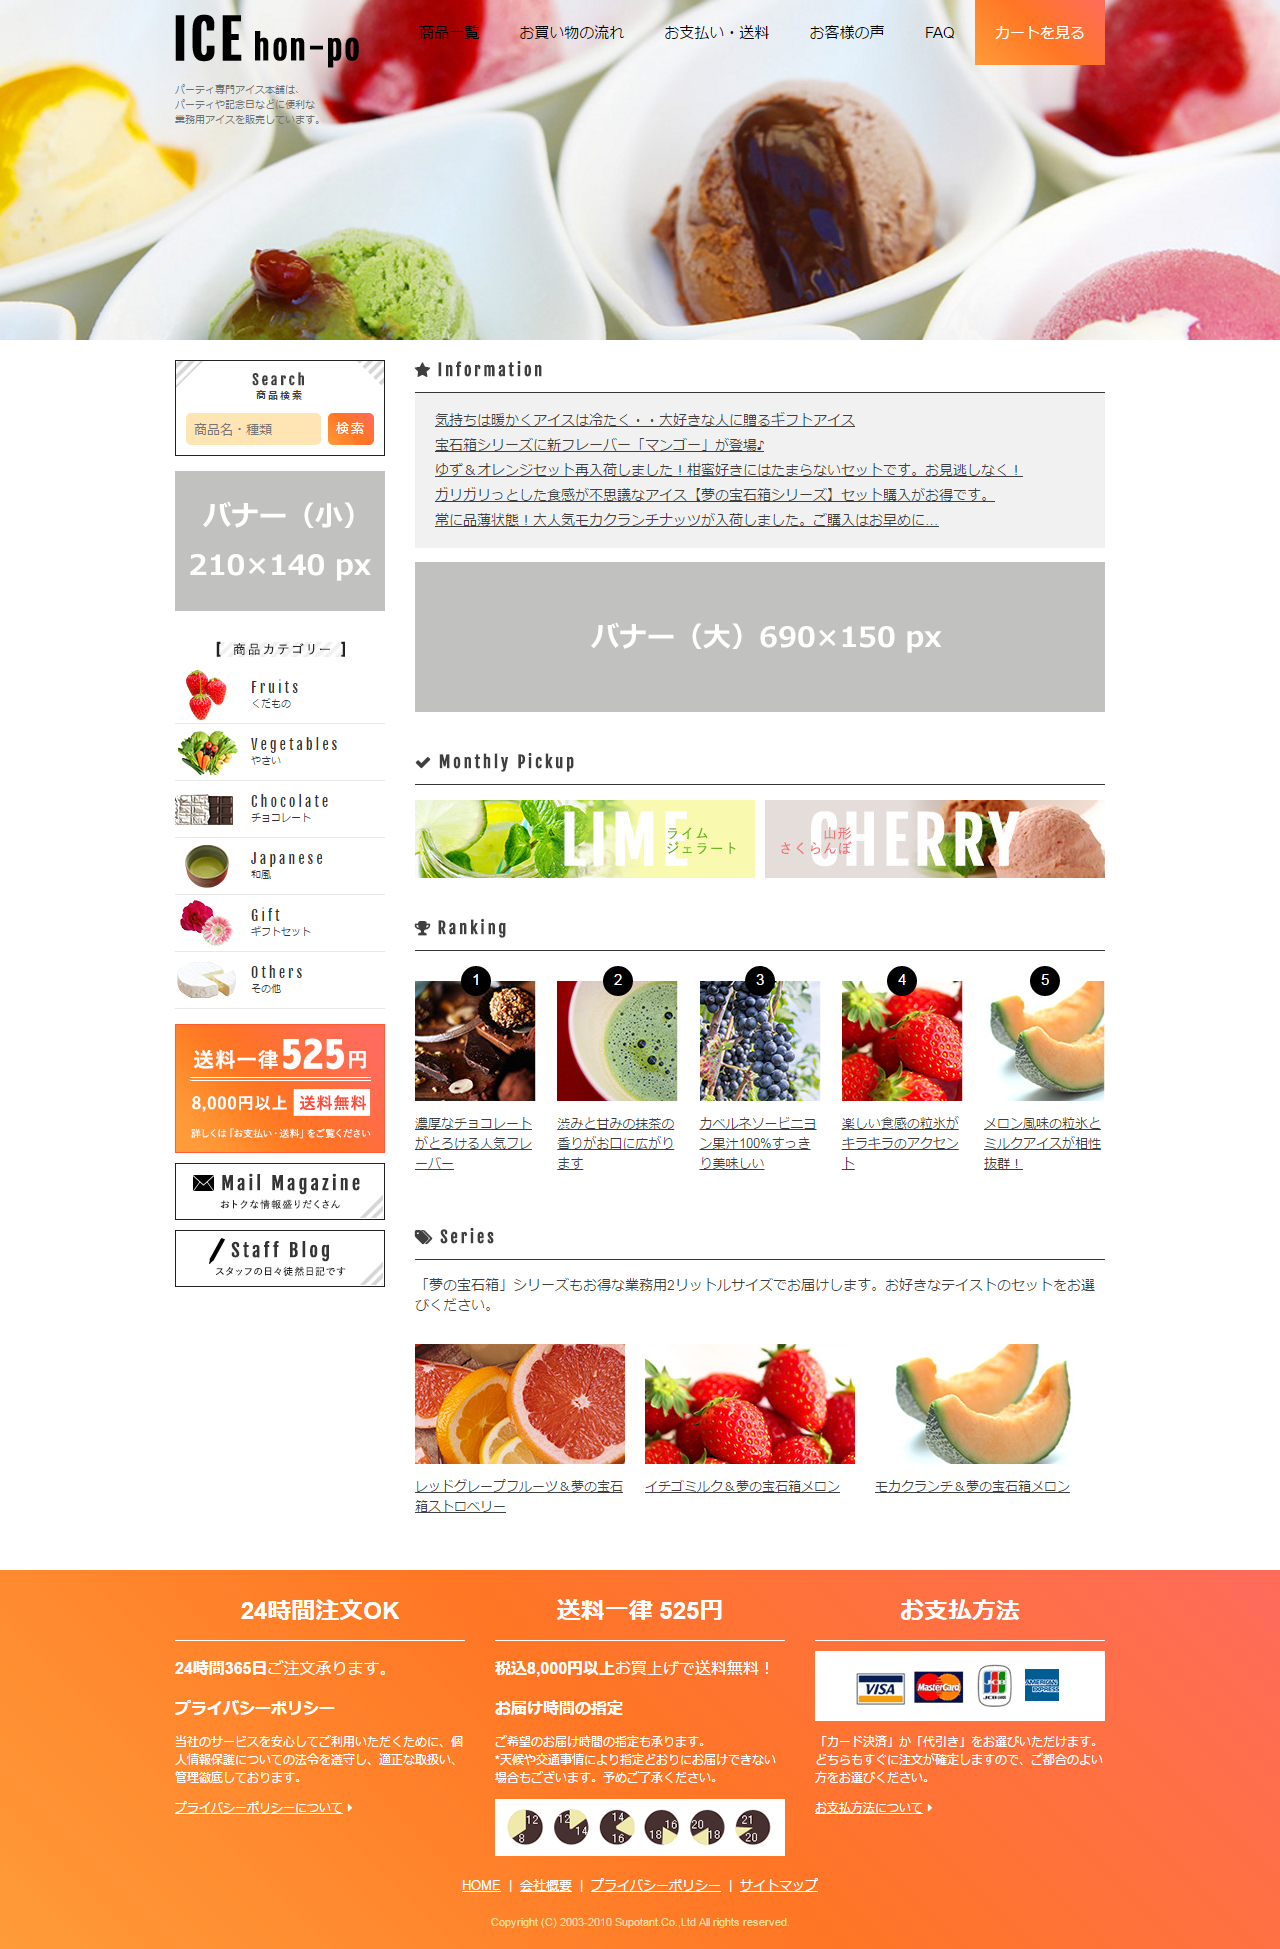 ICE hon-po
商品一覧 お買い物の流れ お支払い・送料 お客様の声 FAQ カートを見る
パーティ専門アイス本舗は、
パーティや記念日などに便利な
業務用アイスを販売しています。
Search
商品検索
商品名・種類 検索
バナー（小）
210×140 px
【 商品カテゴリー 】
Fruits
くだもの
Vegetables
やさい
Chocolate
チョコレート
Japanese
和風
Gift
ギフトセット
Others
その他
送料一律525円
8,000円以上 送料無料
詳しくは「お支払い・送料」をご覧ください
Mail Magazine
おトクな情報盛りだくさん
Staff Blog
スタッフの日々徒然日記です
Information
気持ちは暖かくアイスは冷たく・・大好きな人に贈るギフトアイス
宝石箱シリーズに新フレーバー「マンゴー」が登場♪
ゆず＆オレンジセット再入荷しました！柑蜜好きにはたまらないセットです。お見逃しなく！
ガリガリっとした食感が不思議なアイス【夢の宝石箱シリーズ】セット購入がお得です。
常に品薄状態！大人気モカクランチナッツが入荷しました。ご購入はお早めに…
バナー（大）690×150 px
Monthly Pickup
LIME
ライム
ジェラート
CHERRY
山形
さくらんぼ
Ranking
1 2 3 4 5
濃厚なチョコレート
がとろける人気フレ
ーバー
渋みと甘みの抹茶の
香りがお口に広がり
ます
カベルネソービニヨ
ン果汁100%すっき
り美味しい
楽しい食感の粒氷が
キラキラのアクセン
ト
メロン風味の粒氷と
ミルクアイスが相性
抜群！
Series
「夢の宝石箱」シリーズもお得な業務用2リットルサイズでお届けします。お好きなテイストのセットをお選
びください。
レッドグレープフルーツ＆夢の宝石
箱ストロベリー
イチゴミルク＆夢の宝石箱メロン
モカクランチ＆夢の宝石箱メロン
24時間注文OK
24時間365日ご注文承ります。
プライバシーポリシー
当社のサービスを安心してご利用いただくために、個
人情報保護についての法令を遵守し、適正な取扱い、
管理徹底しております。
プライバシーポリシーについて
送料一律 525円
税込8,000円以上お買上げで送料無料！
お届け時間の指定
ご希望のお届け時間の指定も承ります。
*天候や交通事情により指定どおりにお届けできない
場合もございます。予めご了承ください。
8 12 12 14 14 16 16 18 18 20 20 21
お支払方法
VISA MasterCard JCB AMERICAN EXPRESS
「カード決済」か「代引き」をお選びいただけます。
どちらもすぐに注文が確定しますので、ご都合のよい
方をお選びください。
お支払方法について
HOME | 会社概要 | プライバシーポリシー | サイトマップ
Copyright (C) 2003-2010 Supotant.Co.,Ltd All rights reserved.